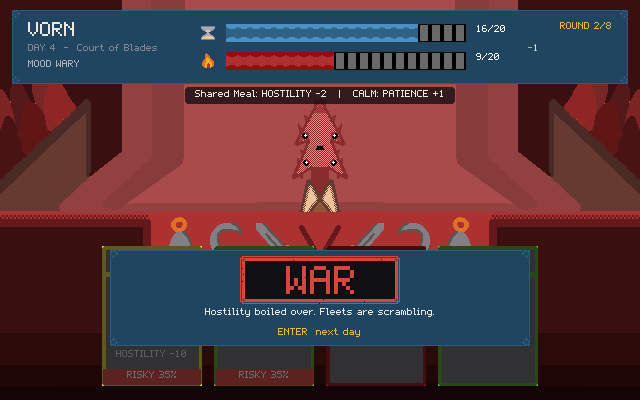 VORN
DAY 4 - Court of Blades
MOOD WARY
16/20
9/20
-1
ROUND 2/8
Shared Meal: HOSTILITY -2 | CALM: PATIENCE +1
WAR
Hostility boiled over. Fleets are scrambling.
ENTER next day
HOSTILITY -10
RISKY 35%
RISKY 35%